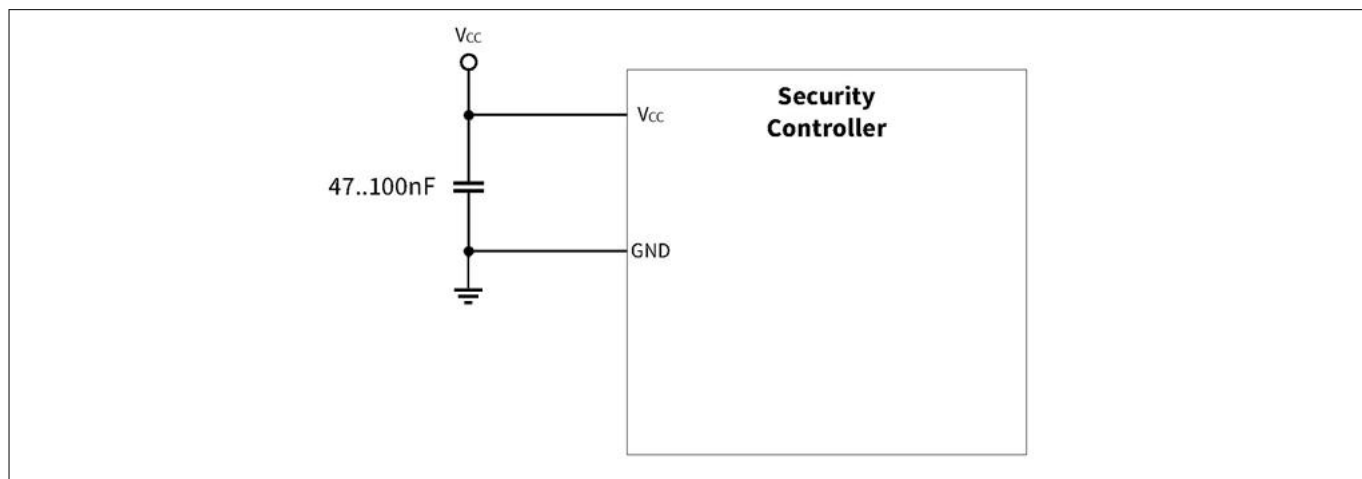 Vcc
Security
Vcc
Controller
47..100nF
GND